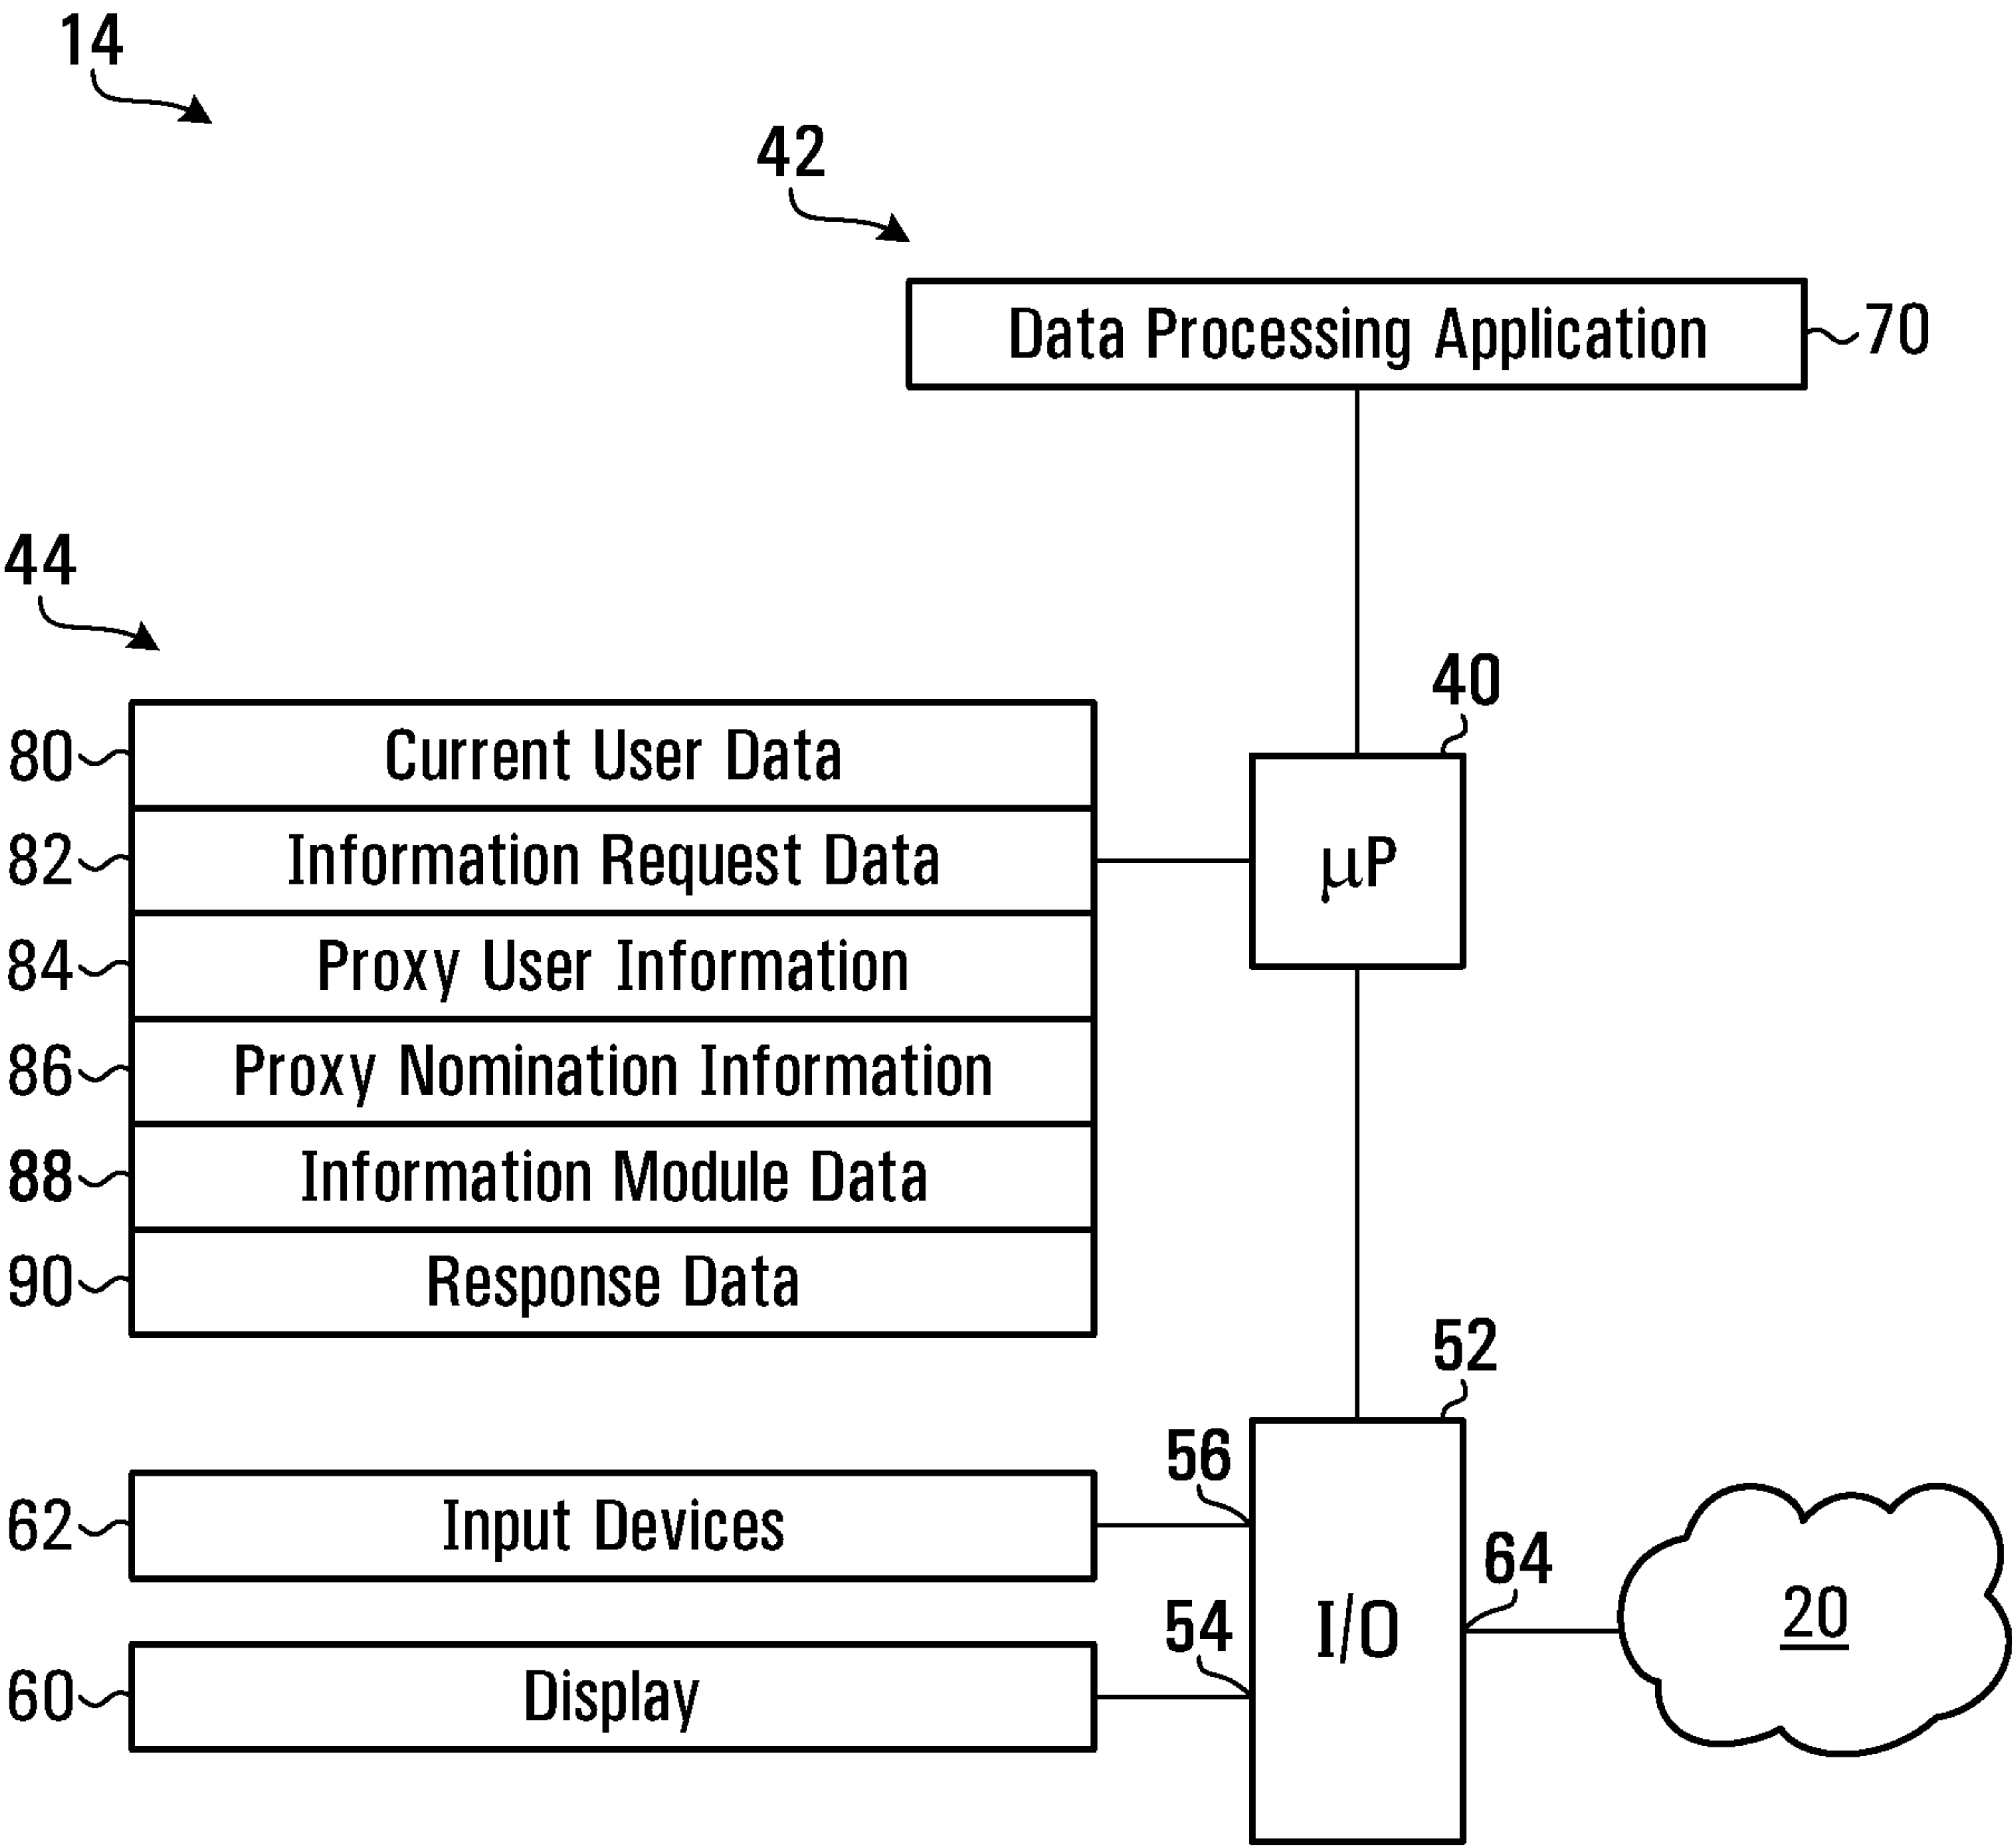 14
42
Data Processing Application 70
44
40
80 Current User Data
82 Information Request Data
µP
84 Proxy User Information
86 Proxy Nomination Information
88 Information Module Data
90 Response Data
52
56
62 Input Devices
64
54
I/O
20
60 Display